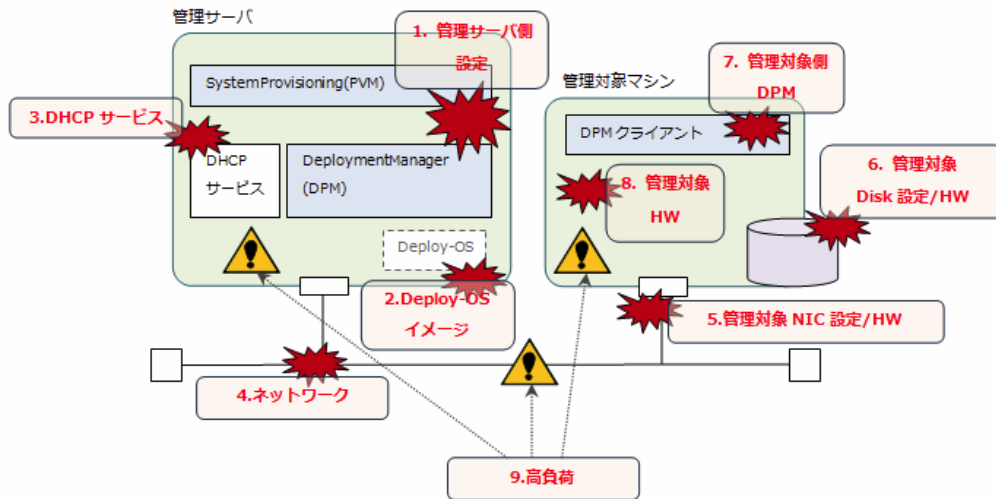 管理サーバ
1. 管理サーバ側
設定
SystemProvisioning(PVM)
3.DHCP サービス
DHCP
サービス
DeploymentManager
(DPM)
Deploy-OS
2.Deploy-OS
イメージ
管理対象マシン
7. 管理対象側
DPM
DPM クライアント
8. 管理対象
HW
6. 管理対象
Disk 設定/HW
5.管理対象 NIC 設定/HW
4.ネットワーク
9.高負荷